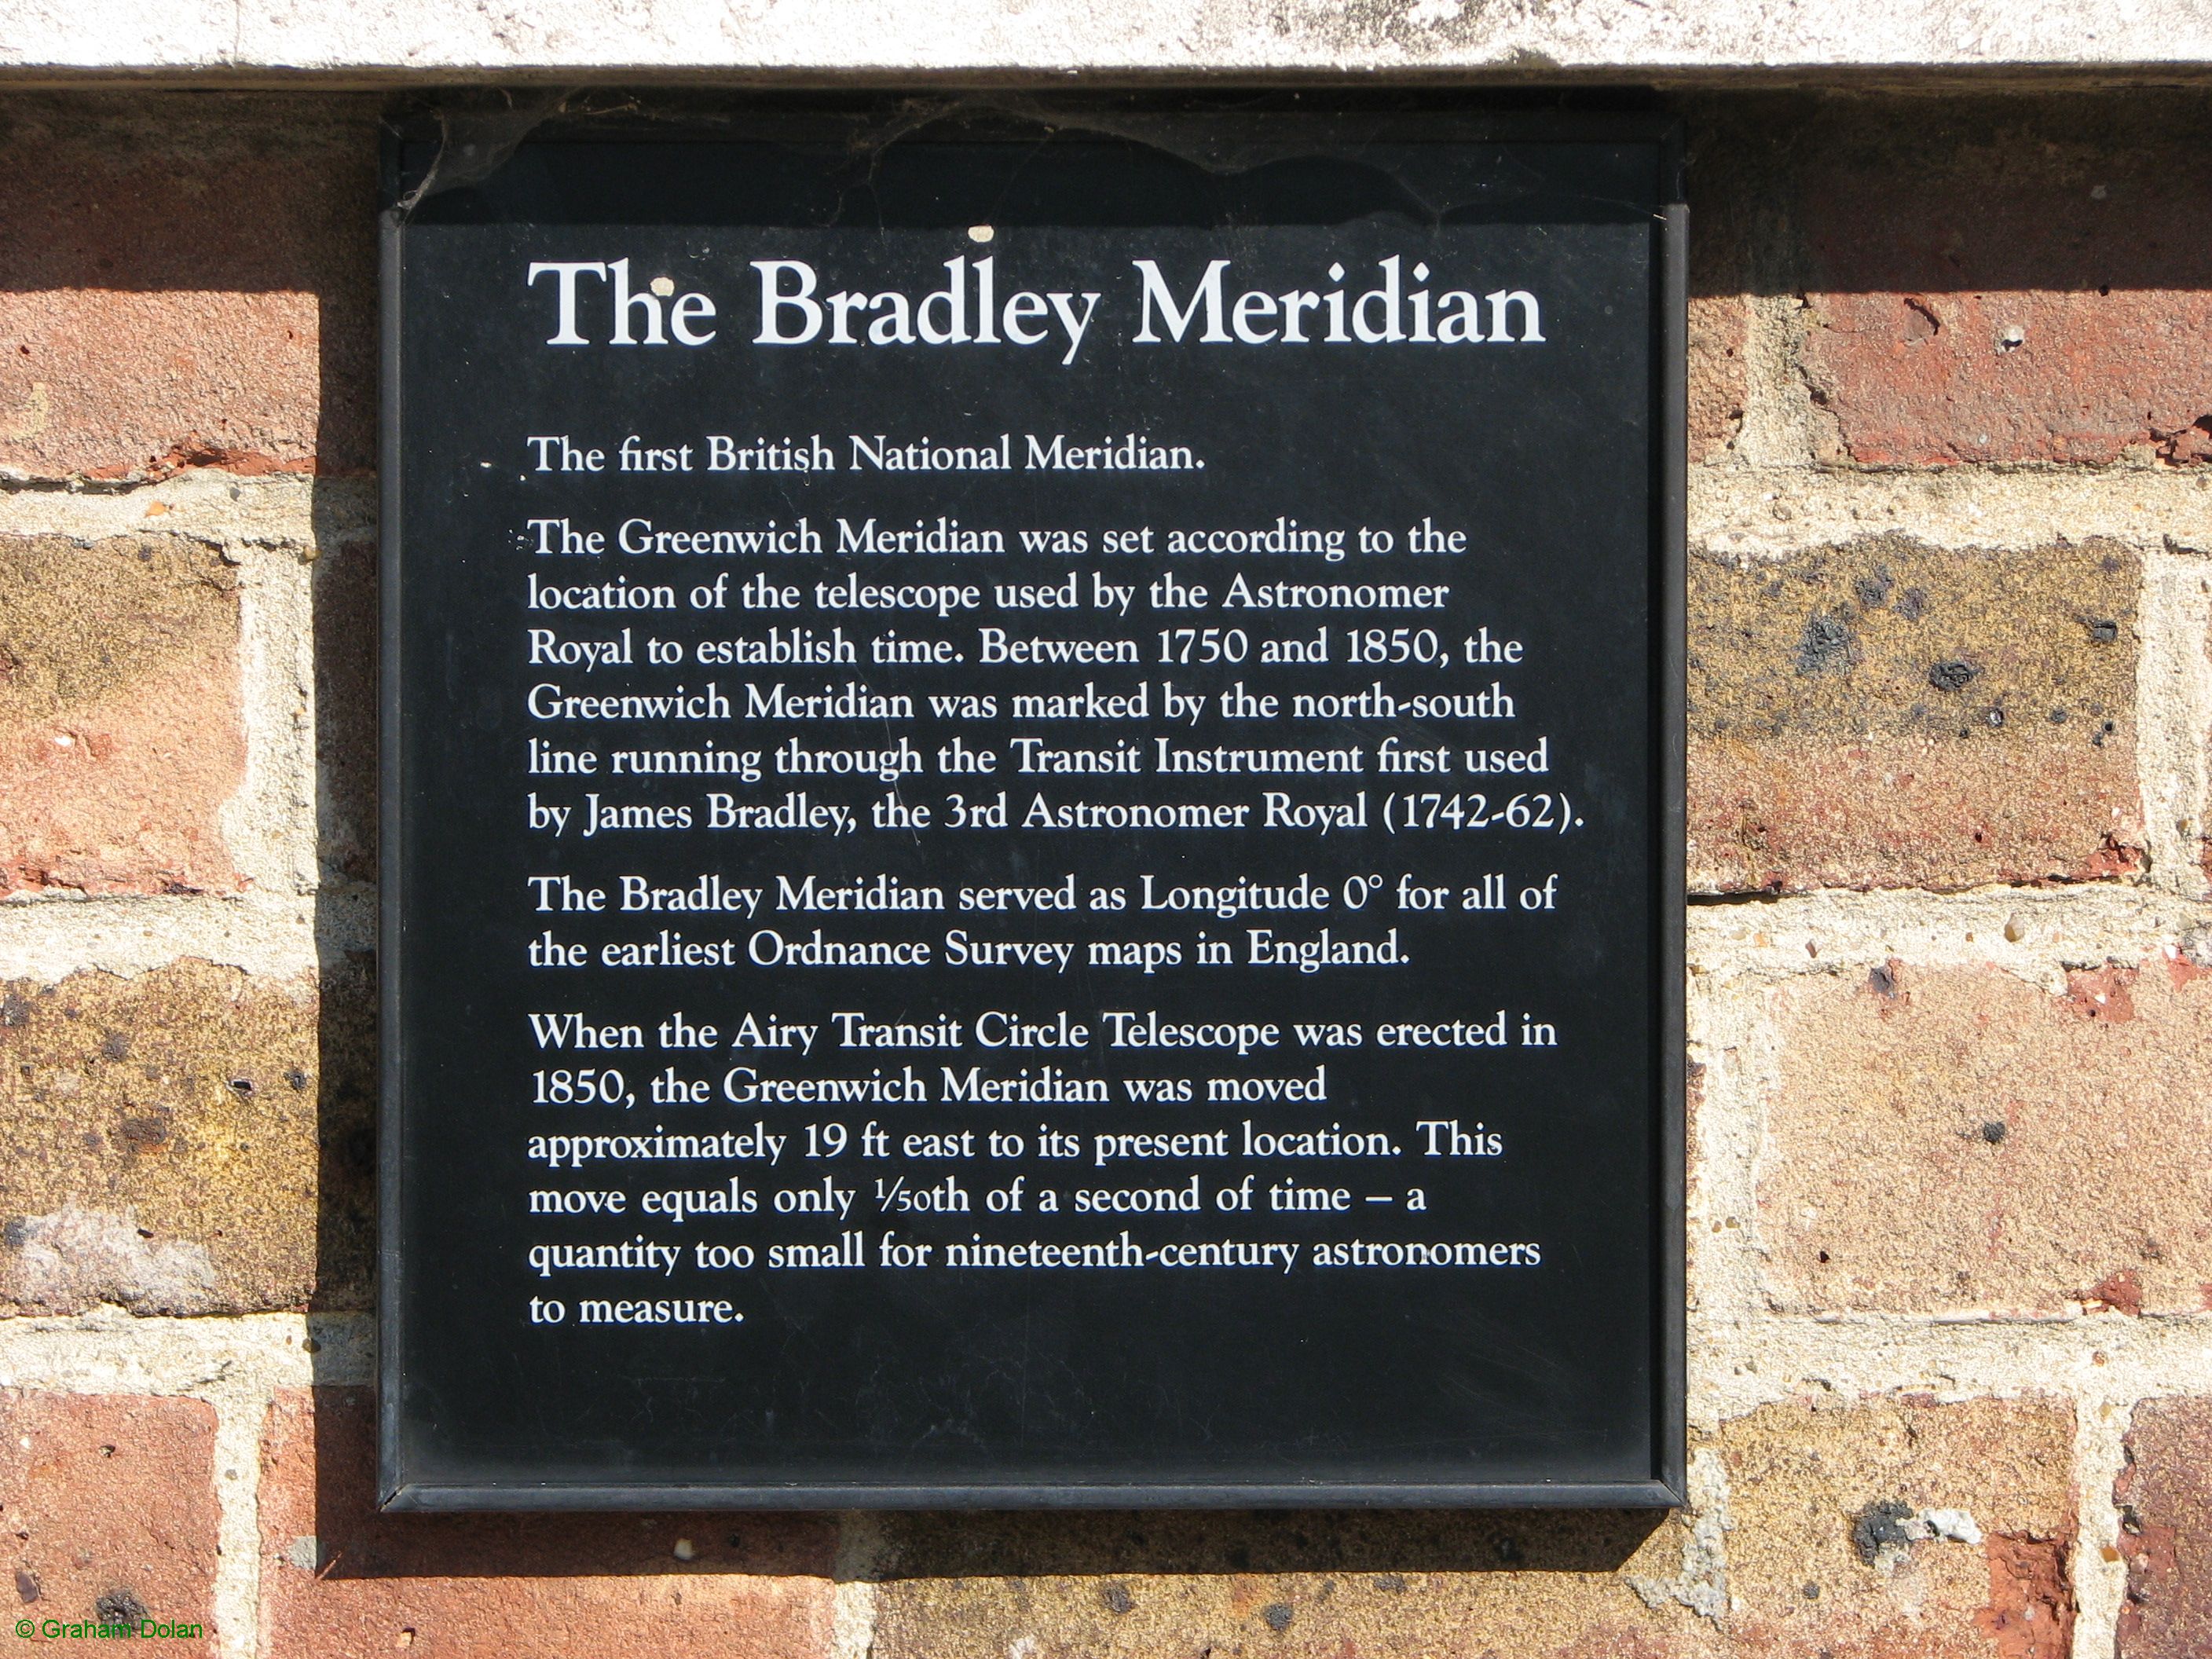 The Bradley Meridian
The first British National Meridian.
The Greenwich Meridian was set according to the
location of the telescope used by the Astronomer
Royal to establish time. Between 1750 and 1850, the
Greenwich Meridian was marked by the north-south
line running through the Transit Instrument first used
by James Bradley, the 3rd Astronomer Royal (1742-62).
The Bradley Meridian served as Longitude 0° for all of
the earliest Ordnance Survey maps in England.
When the Airy Transit Circle Telescope was erected in
1850, the Greenwich Meridian was moved
approximately 19 ft east to its present location. This
move equals only 1/50th of a second of time – a
quantity too small for nineteenth-century astronomers
to measure.
© Graham Dolan